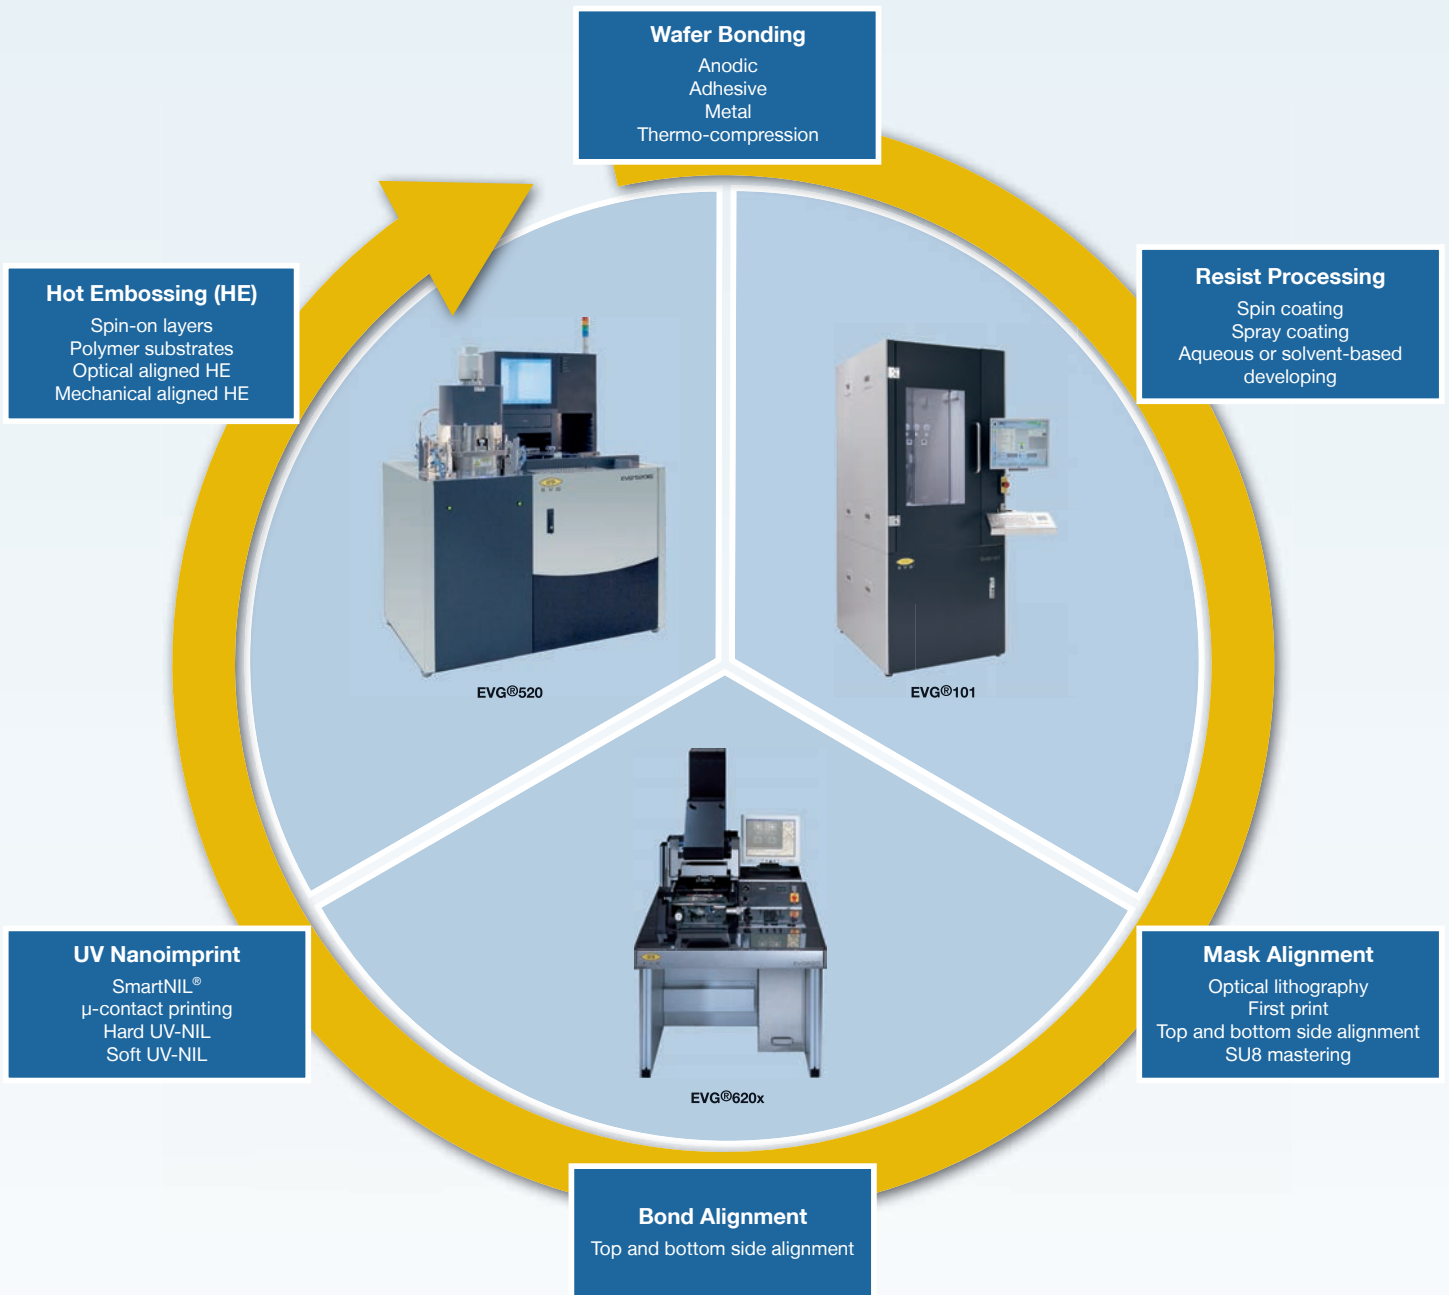 Wafer Bonding
Anodic
Adhesive
Metal
Thermo-compression
Resist Processing
Spin coating
Spray coating
Aqueous or solvent-based
developing
Hot Embossing (HE)
Spin-on layers
Polymer substrates
Optical aligned HE
Mechanical aligned HE
EVG
EVG®520
EVG®101
UV Nanoimprint
SmartNIL®
µ-contact printing
Hard UV-NIL
Soft UV-NIL
Mask Alignment
Optical lithography
First print
Top and bottom side alignment
SU8 mastering
EVG®620x
Bond Alignment
Top and bottom side alignment